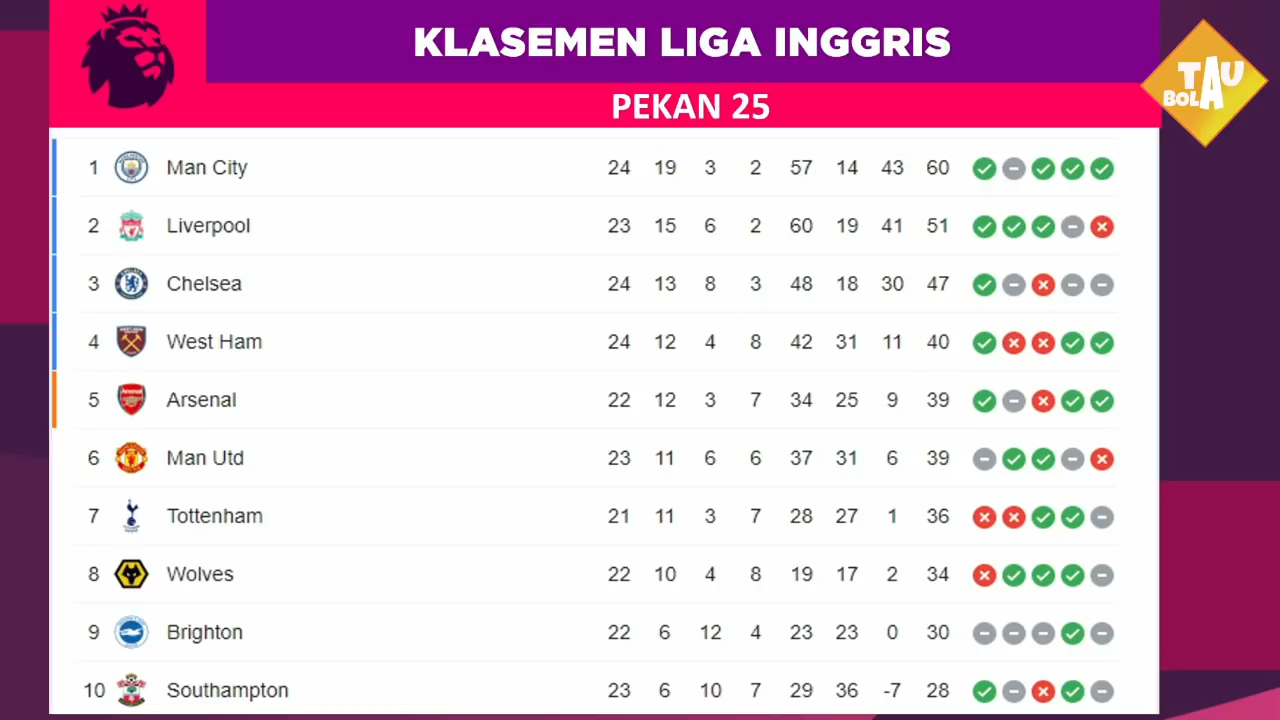 KLASEMEN LIGA INGGRIS
TAU
BOLA
PEKAN 25
1 Man City 24 19 3 2 57 14 43 60
2 Liverpool 23 15 6 2 60 19 41 51
3 Chelsea 24 13 8 3 48 18 30 47
4 West Ham 24 12 4 8 42 31 11 40
5 Arsenal 22 12 3 7 34 25 9 39
6 Man Utd 23 11 6 6 37 31 6 39
7 Tottenham 21 11 3 7 28 27 1 36
8 Wolves 22 10 4 8 19 17 2 34
9 Brighton 22 6 12 4 23 23 0 30
10 Southampton 23 6 10 7 29 36 -7 28